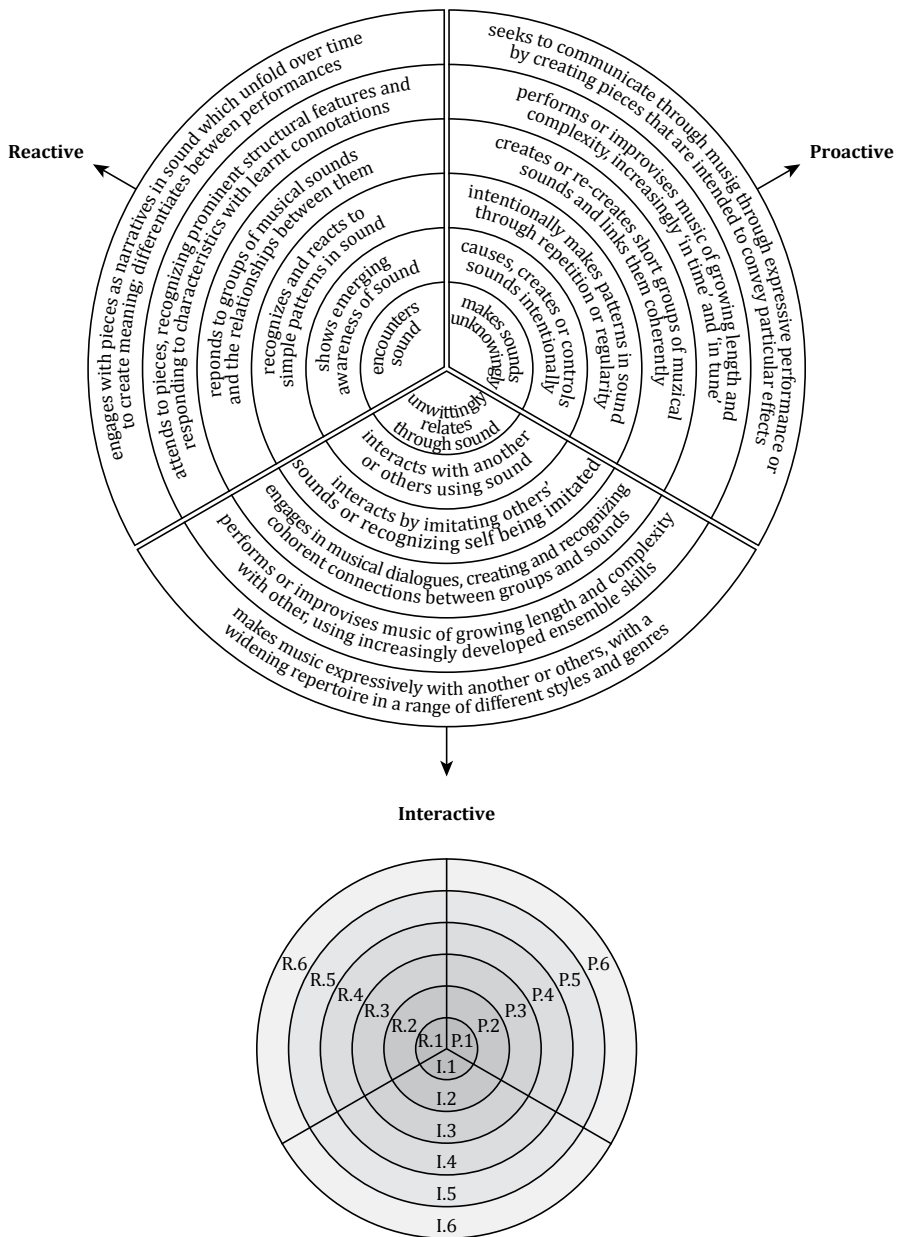 Reactive
engages with pieces as narratives in sound which unfold over time
to create meaning; differentiates between performances
attends to pieces, recognizing prominent structural features and
responding to characteristics with learnt connotations
reponds to groups of musical sounds
and the relationships between them
recognizes and reacts to
simple patterns in sound
shows emerging
awareness of sound
encounters
sound
Proactive
seeks to communicate through musig through expressive performance or
by creating pieces that are intended to convey particular effects
performs or improvises music of growing length and
complexity, increasingly ‘in time’ and ‘in tune’
creates or re-creates short groups of muzical
sounds and links them coherently
intentionally makes patterns in sound
through repetition or regularity
causes, creates or controls
sounds intentionally
makes sounds
unknowingly
unwittingly
relates
through sound
interacts with another
or others using sound
interacts by imitating others’
sounds or recognizing self being imitated
engages in musical dialogues, creating and recognizing
coherent connections between groups and sounds
performs or improvises music of growing length and complexity
with other, using increasingly developed ensemble skills
makes music expressively with another or others, with a
widening repertoire in a range of different styles and genres
Interactive
R.6
R.5
R.4
R.3
R.2
R.1
P.1
P.2
P.3
P.4
P.5
P.6
I.1
I.2
I.3
I.4
I.5
I.6